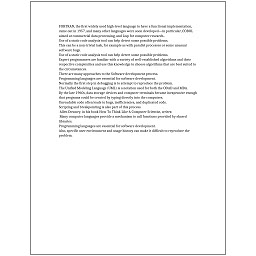 FORTRAN, the first widely used high-level language to have a functional implementation,
came out in 1957, and many other languages were soon developed—in particular, COBOL
aimed at commercial data processing, and Lisp for computer research.
Use of a static code analysis tool can help detect some possible problems.
This can be a non-trivial task, for example as with parallel processes or some unusual
software bugs.
Use of a static code analysis tool can help detect some possible problems.
Expert programmers are familiar with a variety of well-established algorithms and their
respective complexities and use this knowledge to choose algorithms that are best suited to
the circumstances.
There are many approaches to the Software development process.
Programming languages are essential for software development.
Normally the first step in debugging is to attempt to reproduce the problem.
The Unified Modeling Language (UML) is a notation used for both the OOAD and MDA.
By the late 1960s, data storage devices and computer terminals became inexpensive enough
that programs could be created by typing directly into the computers.
Unreadable code often leads to bugs, inefficiencies, and duplicated code.
Scripting and breakpointing is also part of this process.
Allen Downey, in his book How To Think Like A Computer Scientist, writes:
Many computer languages provide a mechanism to call functions provided by shared
libraries.
Programming languages are essential for software development.
Also, specific user environment and usage history can make it difficult to reproduce the
problem.